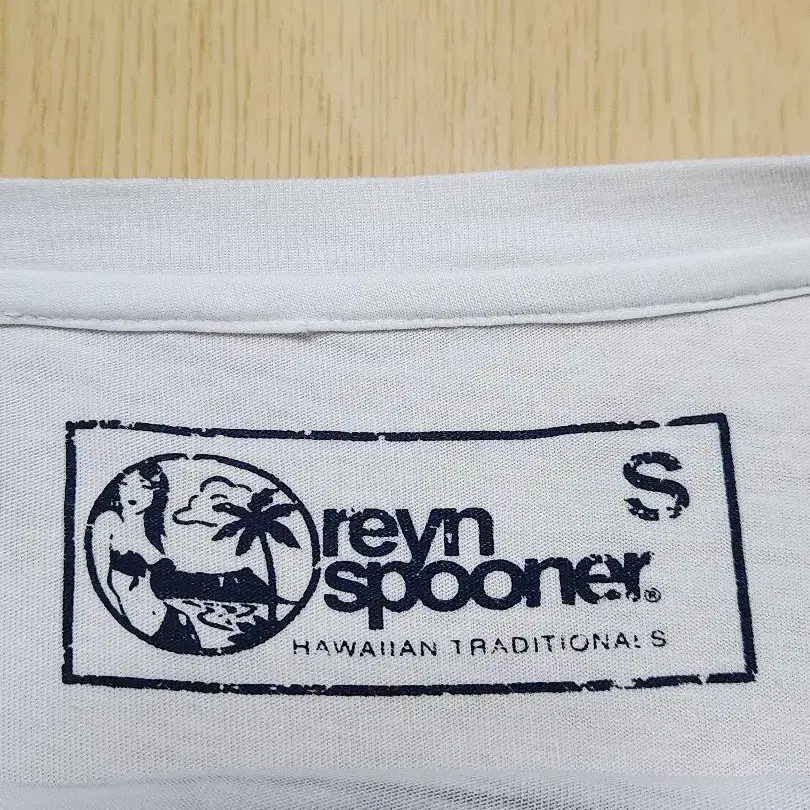 S
reyn
spooner®
HAWAIIAN TRADITIONALS